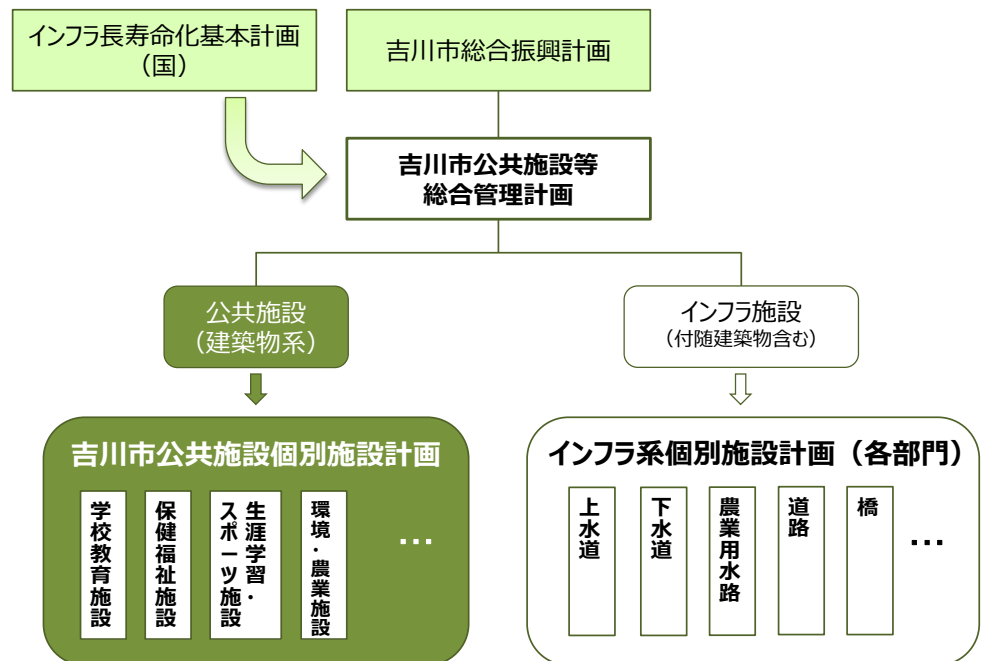 インフラ長寿命化基本計画
（国）
吉川市総合振興計画
吉川市公共施設等
総合管理計画
公共施設
（建築物系）
インフラ施設
（付随建築物含む）
吉川市公共施設個別施設計画
学校教育施設
保健福祉施設
生涯学習・
スポーツ施設
環境・農業施設
…
インフラ系個別施設計画（各部門）
上水道
下水道
農業用水路
道路
橋
…